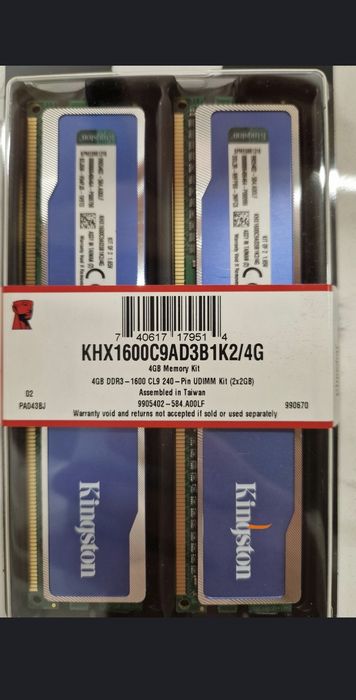 Kingston
Kingston
7 40617 17951 4
KHX1600C9AD3B1K2/4G
4GB Memory Kit
4GB DDR3-1600 CL9 240-Pin UDIMM Kit (2x2GB)
Assembled in Taiwan
9905402-584 A00LF
02
PA043BJ
990670
Warranty void and returns not accepted if sold or used separately
Kingston
Kingston